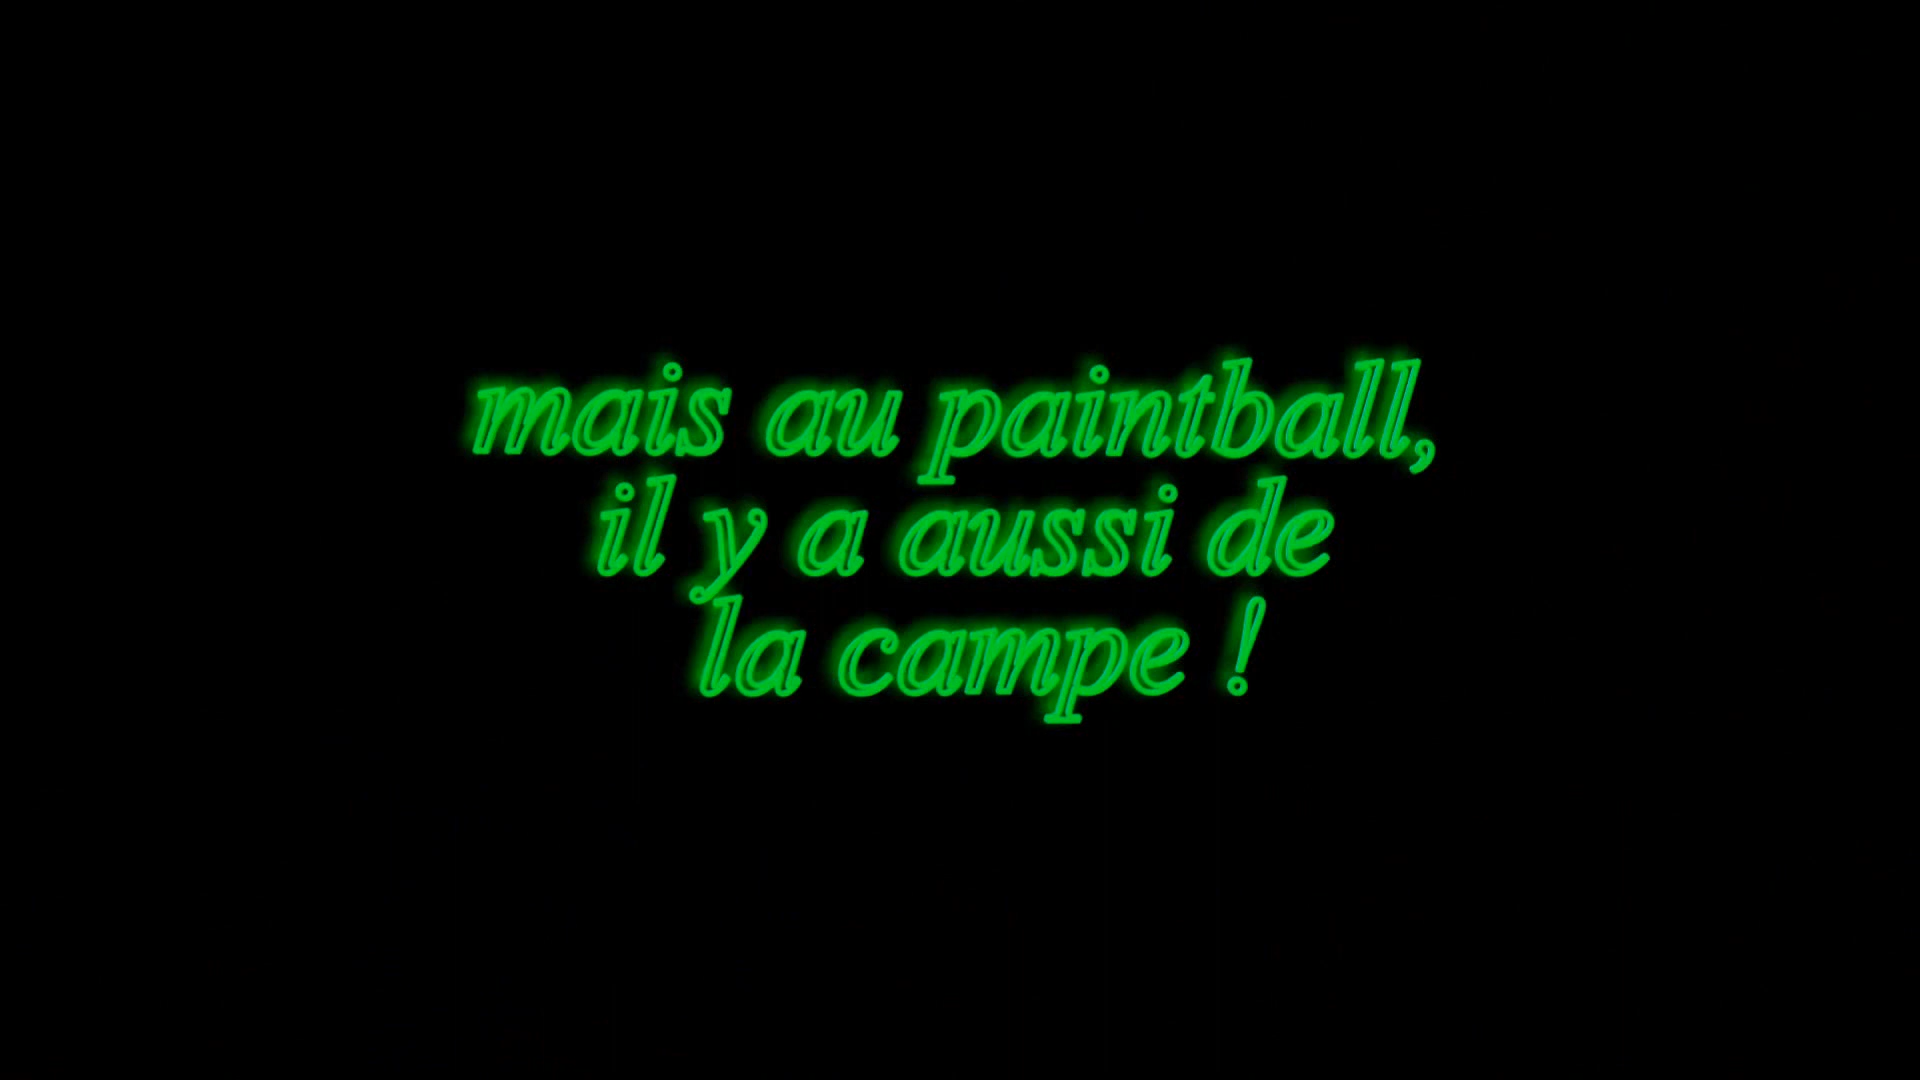 mais au paintball,
il y a aussi de
la campe !